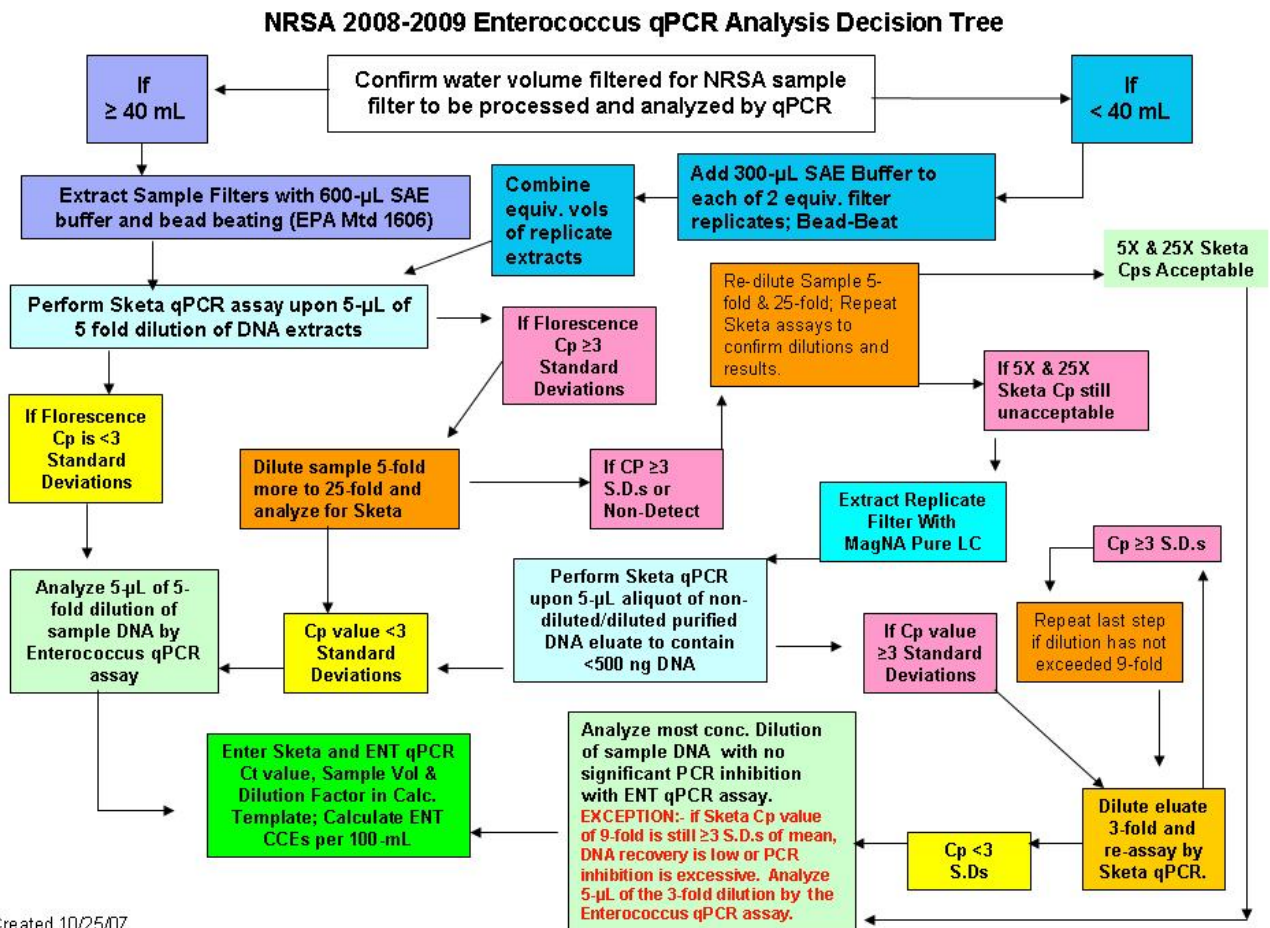 NRSA 2008-2009 Enterococcus qPCR Analysis Decision Tree
If
≥ 40 mL
Confirm water volume filtered for NRSA sample
filter to be processed and analyzed by qPCR
If
< 40 mL
Extract Sample Filters with 600-µL SAE
buffer and bead beating (EPA Mtd 1606)
Combine
equiv. vols
of replicate
extracts
Add 300-µL SAE Buffer to
each of 2 equiv. filter
replicates; Bead-Beat
5X & 25X Sketa
Cps Acceptable
Perform Sketa qPCR assay upon 5-µL of
5 fold dilution of DNA extracts
If Florescence
Cp ≥3
Standard
Deviations
Re-dilute Sample 5-
fold & 25-fold; Repeat
Sketa assays to
confirm dilutions and
results.
If 5X & 25X
Sketa Cp still
unacceptable
If Florescence
Cp is <3
Standard
Deviations
Dilute sample 5-fold
more to 25-fold and
analyze for Sketa
If CP ≥3
S.D.s or
Non-Detect
Extract Replicate
Filter With
MagNA Pure LC
Cp ≥3 S.D.s
Analyze 5-µL of 5-
fold dilution of
sample DNA by
Enterococcus qPCR
assay
Cp value <3
Standard
Deviations
Perform Sketa qPCR
upon 5-µL aliquot of non-
diluted/diluted purified
DNA eluate to contain
<500 ng DNA
If Cp value
≥3 Standard
Deviations
Repeat last step
if dilution has not
exceeded 9-fold
Enter Sketa and ENT qPCR
Ct value, Sample Vol &
Dilution Factor in Calc.
Template; Calculate ENT
CCEs per 100-mL
Analyze most conc. Dilution
of sample DNA with no
significant PCR inhibition
with ENT qPCR assay.
EXCEPTION:- if Sketa Cp value
of 9-fold is still ≥3 S.D.s of mean,
DNA recovery is low or PCR
inhibition is excessive. Analyze
5-µL of the 3-fold dilution by the
Enterococcus qPCR assay.
Cp <3
S.Ds
Dilute eluate
3-fold and
re-assay by
Sketa qPCR.
Created 10/25/07